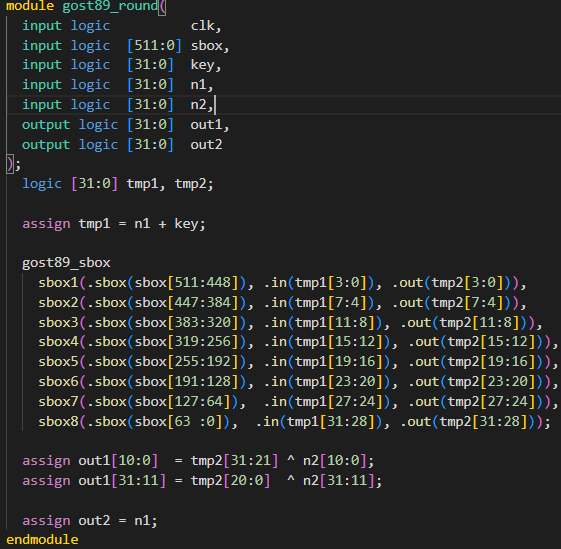 module gost89_round(
  input logic          clk,
  input logic  [511:0] sbox,
  input logic  [31:0]  key,
  input logic  [31:0]  n1,
  input logic  [31:0]  n2,
  output logic [31:0]  out1,
  output logic [31:0]  out2
);
  logic [31:0] tmp1, tmp2;
  assign tmp1 = n1 + key;
  gost89_sbox
    sbox1(.sbox(sbox[511:448]), .in(tmp1[3:0]), .out(tmp2[3:0])),
    sbox2(.sbox(sbox[447:384]), .in(tmp1[7:4]), .out(tmp2[7:4])),
    sbox3(.sbox(sbox[383:320]), .in(tmp1[11:8]), .out(tmp2[11:8])),
    sbox4(.sbox(sbox[319:256]), .in(tmp1[15:12]), .out(tmp2[15:12])),
    sbox5(.sbox(sbox[255:192]), .in(tmp1[19:16]), .out(tmp2[19:16])),
    sbox6(.sbox(sbox[191:128]), .in(tmp1[23:20]), .out(tmp2[23:20])),
    sbox7(.sbox(sbox[127:64]),  .in(tmp1[27:24]), .out(tmp2[27:24])),
    sbox8(.sbox(sbox[63 :0]),  .in(tmp1[31:28]), .out(tmp2[31:28]));
  assign out1[10:0]  = tmp2[31:21] ^ n2[10:0];
  assign out1[31:11] = tmp2[20:0]  ^ n2[31:11];
  assign out2 = n1;
endmodule